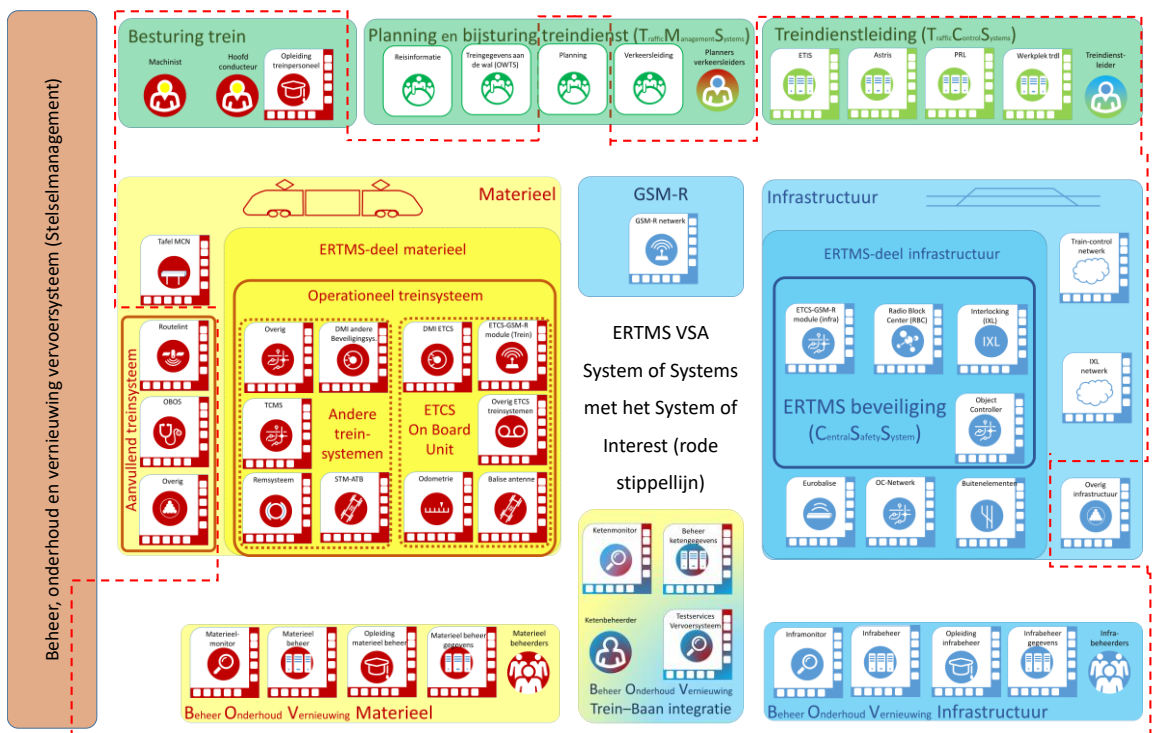 Beheer, onderhoud en vernieuwing vervoersysteem (Stelselmanagement)
Besturing trein
Machinist
Hoofd
conducteur
Opleiding
treinpersoneel
Planning en bijsturing treindienst (TrafficManagementSystems)
Reisinformatie
Treingegevens aan
de wal (OWTS)
Planning
Verkeersleiding
Planners
verkeersleiders
Treindienstleiding (TrafficControlSystems)
ETIS
Astris
PRL
Werkplek trdl
Treindienst-
leider
Materieel
Tafel MCN
ERTMS-deel materieel
Operationeel treinsysteem
Aanvullend treinsysteem
Routelint
OBOS
Overig
Overig
DMI andere
Beveiligingsys.
TCMS
Andere
trein-
systemen
Remsysteem
STM-ATB
DMI ETCS
ETCS-GSM-R
module (Trein)
ETCS
On Board
Unit
Overig ETCS
treinsystemen
Odometrie
Balise antenne
GSM-R
GSM-R netwerk
ERTMS VSA
System of Systems
met het System of
Interest (rode
stippellijn)
Infrastructuur
ERTMS-deel infrastructuur
ETCS-GSM-R
module (infra)
Radio Block
Center (RBC)
Interlocking
(IXL)
IXL
ERTMS beveiliging
(CentralSafetySystem)
Object
Controller
Eurobalise
OC-Netwerk
Buitenelementen
Train-control
netwerk
IXL
netwerk
Overig
infrastructuur
Ketenmonitor
Beheer
ketengegevens
Ketenbeheerder
Testservices
Vervoersysteem
Beheer Onderhoud Vernieuwing
Trein–Baan integratie
Materieel-
monitor
Materieel
beheer
Opleiding
materieel beheer
Materieel beheer
gegevens
Materieel
beheerders
Beheer Onderhoud Vernieuwing Materieel
Inframonitor
Infrabeheer
Opleiding
infrabeheer
Infrabeheer
gegevens
Infra-
beheerders
Beheer Onderhoud Vernieuwing Infrastructuur